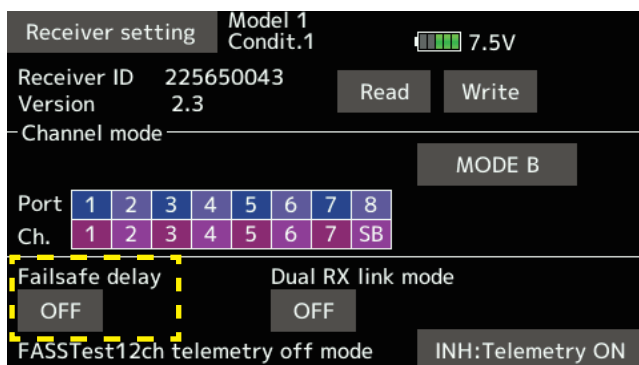 Receiver setting
Model 1
Condit.1
7.5V
Receiver ID 225650043
Version 2.3
Read
Write
Channel mode
MODE B
Port 1 2 3 4 5 6 7 8
Ch. 1 2 3 4 5 6 7 SB
Failsafe delay
Dual RX link mode
OFF
OFF
FASSTest12ch telemetry off mode
INH:Telemetry ON